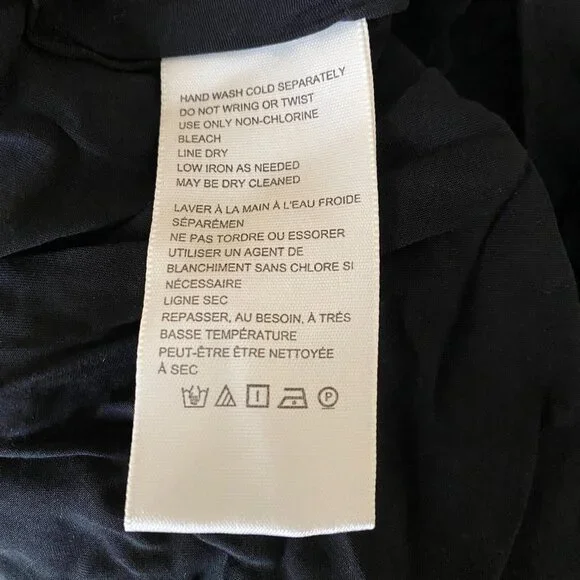 HAND WASH COLD SEPARATELY
DO NOT WRING OR TWIST
USE ONLY NON-CHLORINE
BLEACH
LINE DRY
LOW IRON AS NEEDED
MAY BE DRY CLEANED
LAVER À LA MAIN À L'EAU FROIDE
SÉPARÉMEN
NE PAS TORDRE OU ESSORER
UTILISER UN AGENT DE
BLANCHIMENT SANS CHLORE SI
NÉCESSAIRE
LIGNE SEC
REPASSER, AU BESOIN, À TRÉS
BASSE TEMPÉRATURE
PEUT-ÊTRE ÊTRE NETTOYÉE
À SEC
P